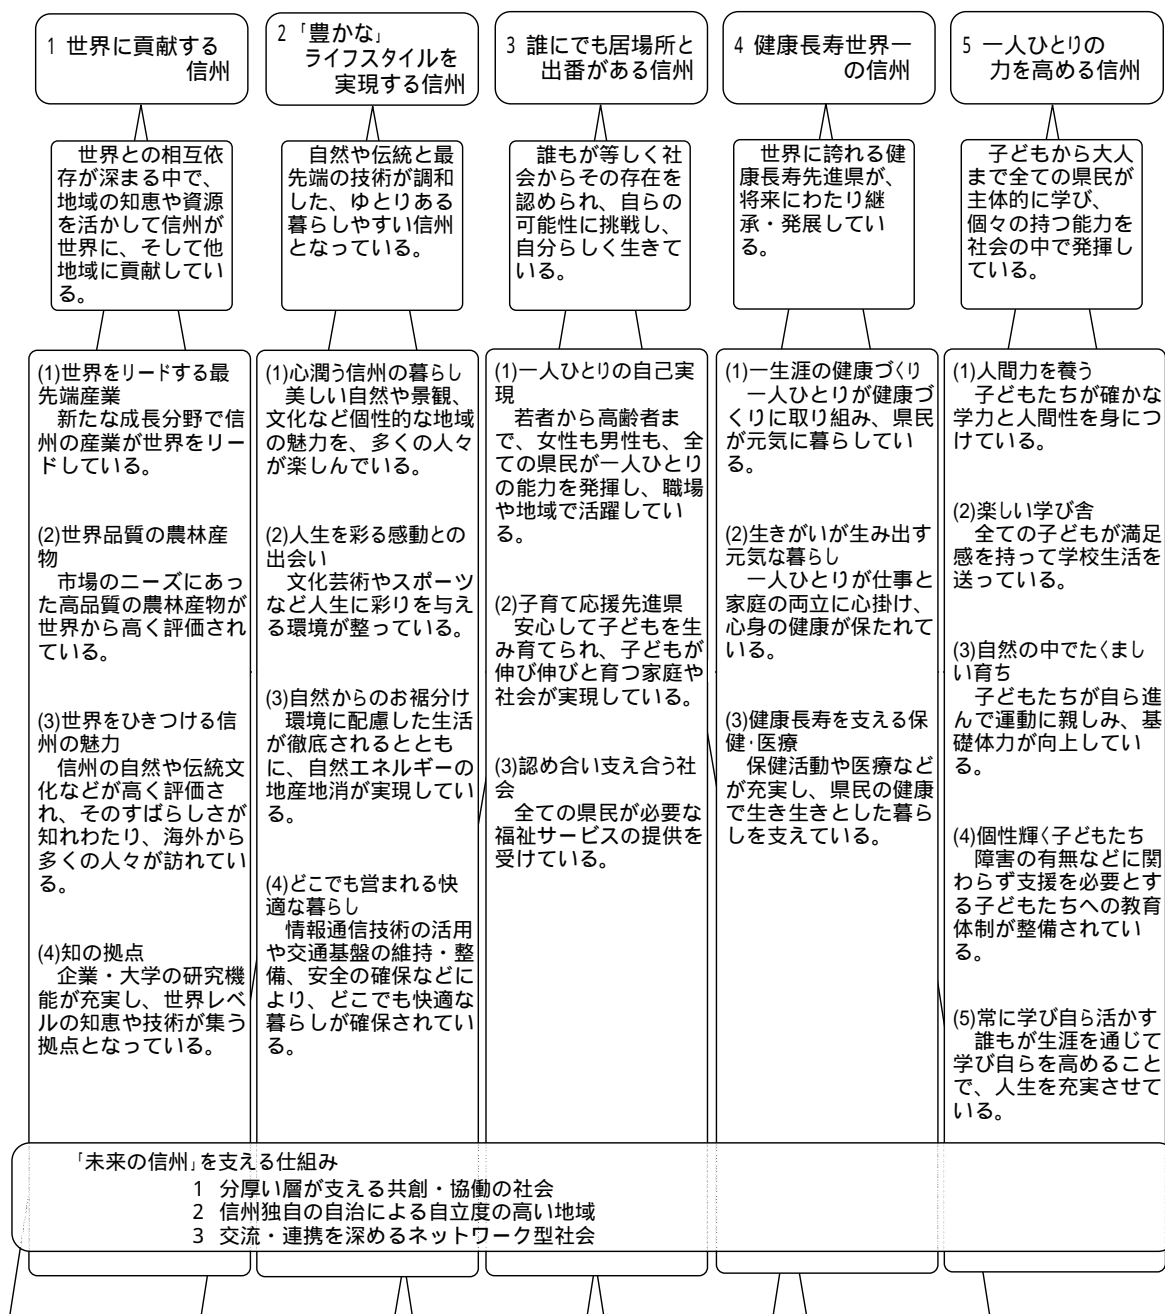 1 世界に貢献する
信州
世界との相互依
存が深まる中で、
地域の知恵や資源
を活かして信州が
世界に、そして他
地域に貢献してい
る。
(1)世界をリードする最
先端産業
新たな成長分野で信
州の産業が世界をリー
ドしている。
(2)世界品質の農林産
物
市場のニーズにあっ
た高品質の農林産物が
世界から高く評価され
ている。
(3)世界をひきつける信
州の魅力
信州の自然や伝統文
化などが高く評価さ
れ、そのすばらしさが
知れわたり、海外から
多くの人々が訪れてい
る。
(4)知の拠点
企業・大学の研究機
能が充実し、世界レベ
ルの知恵や技術が集う
拠点となっている。
2「豊かな」
ライフスタイルを
実現する信州
自然や伝統と最
先端の技術が調和
した、ゆとりある
暮らしやすい信州
となっている。
(1)心潤う信州の暮らし
美しい自然や景観、
文化など個性的な地域
の魅力を、多くの人々
が楽しんでいる。
(2)人生を彩る感動との
出会い
文化芸術やスポーツ
など人生に彩りを与え
る環境が整っている。
(3)自然からのお裾分け
環境に配慮した生活
が徹底されるととも
に、自然エネルギーの
地産地消が実現してい
る。
(4)どこでも営まれる快
適な暮らし
情報通信技術の活用
や交通基盤の維持・整
備、安全の確保などに
より、どこでも快適な
暮らしが確保されてい
る。
3 誰にでも居場所と
出番がある信州
誰もが等しく社
会からその存在を
認められ、自らの
可能性に挑戦し、
自分らしく生きて
いる。
(1)一人ひとりの自己実
現
若者から高齢者ま
で、女性も男性も、全
ての県民が一人ひとり
の能力を発揮し、職場
や地域で活躍してい
る。
(2)子育て応援先進県
安心して子どもを生
み育てられ、子どもが
伸び伸びと育つ家庭や
社会が実現している。
(3)認め合い支え合う社
会
全ての県民が必要な
福祉サービスの提供を
受けている。
4 健康長寿世界一
の信州
世界に誇れる健
康長寿先進県が、
将来にわたり継
承・発展してい
る。
(1)一生涯の健康づくり
一人ひとりが健康づ
くりに取り組み、県民
が元気に暮らしてい
る。
(2)生きがいが生み出す
元気な暮らし
一人ひとりが仕事と
家庭の両立に心掛け、
心身の健康が保たれて
いる。
(3)健康長寿を支える保
健・医療
保健活動や医療など
が充実し、県民の健康
で生き生きとした暮ら
しを支えている。
5 一人ひとりの
力を高める信州
子どもから大人
まで全ての県民が
主体的に学び、
個々の持つ能力を
社会の中で発揮し
ている。
(1)人間力を養う
子どもたちが確かな
学力と人間性を身につ
けている。
(2)楽しい学び舎
全ての子どもが満足
感を持って学校生活を
送っている。
(3)自然の中でたくまし
い育ち
子どもたちが自ら進
んで運動に親しみ、基
礎体力が向上してい
る。
(4)個性輝く子どもたち
障害の有無などに関
わらず支援を必要とす
る子どもたちへの教育
体制が整備されてい
る。
(5)常に学び自ら活かす
誰もが生涯を通じて
学び自らを高めること
で、人生を充実させて
いる。
「未来の信州」を支える仕組み
1 分厚い層が支える共創・協働の社会
2 信州独自の自治による自立度の高い地域
3 交流・連携を深めるネットワーク型社会